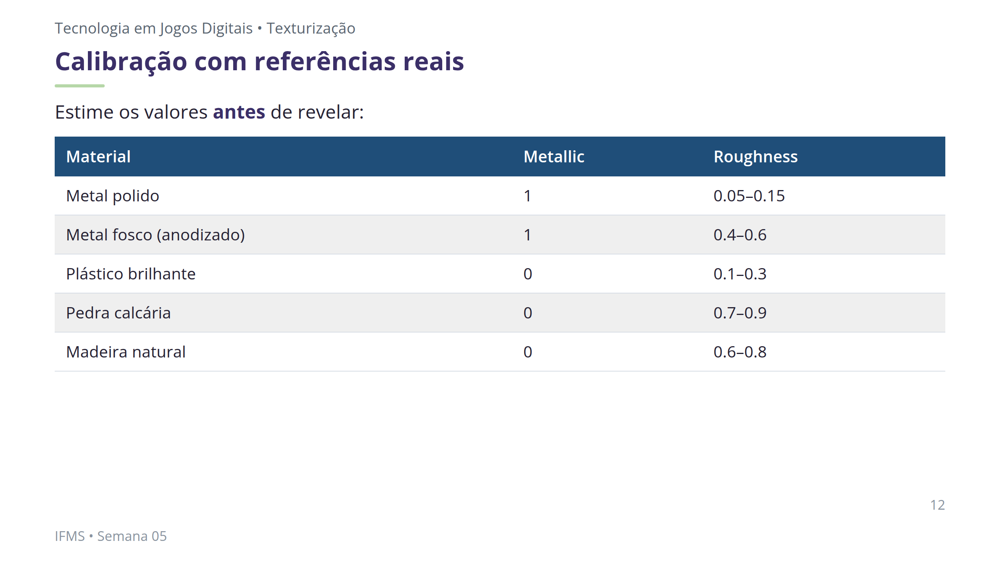 Tecnologia em Jogos Digitais • Texturização
Calibração com referências reais
Estime os valores antes de revelar:
Material Metallic Roughness
Metal polido 1 0.05–0.15
Metal fosco (anodizado) 1 0.4–0.6
Plástico brilhante 0 0.1–0.3
Pedra calcária 0 0.7–0.9
Madeira natural 0 0.6–0.8
12
IFMS • Semana 05